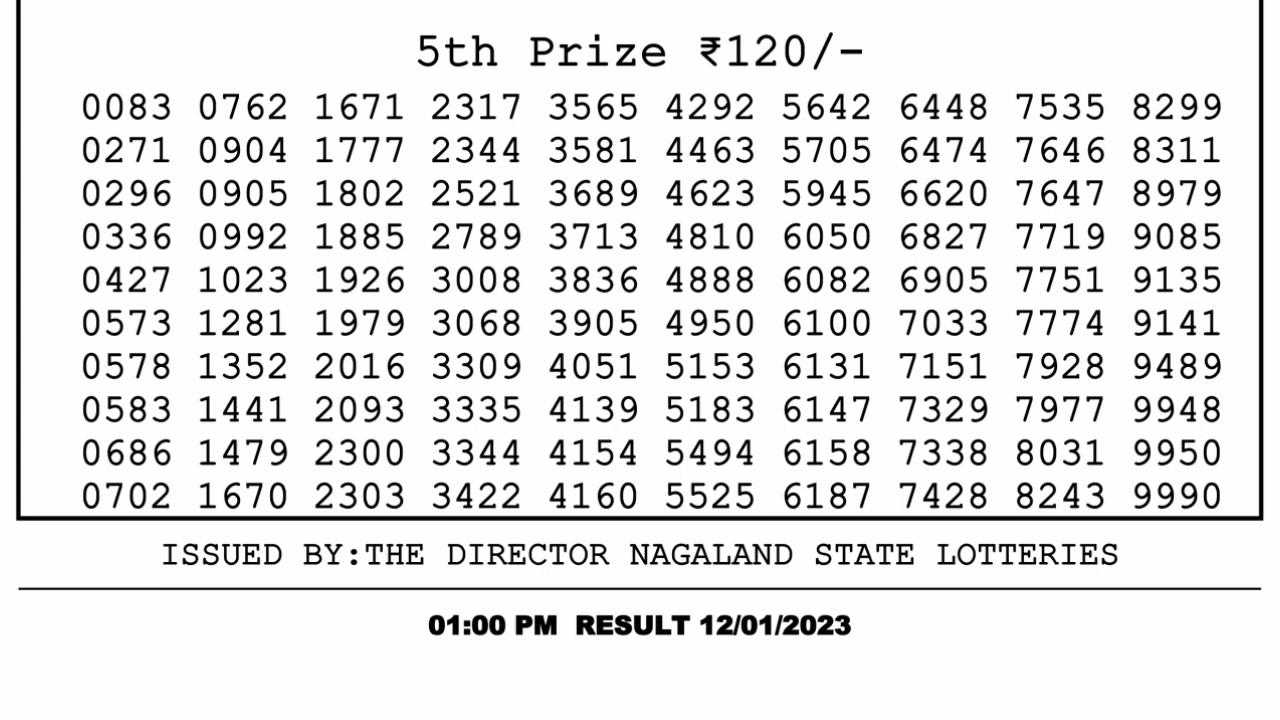 5th Prize ₹120/-
0083 0762 1671 2317 3565 4292 5642 6448 7535 8299
0271 0904 1777 2344 3581 4463 5705 6474 7646 8311
0296 0905 1802 2521 3689 4623 5945 6620 7647 8979
0336 0992 1885 2789 3713 4810 6050 6827 7719 9085
0427 1023 1926 3008 3836 4888 6082 6905 7751 9135
0573 1281 1979 3068 3905 4950 6100 7033 7774 9141
0578 1352 2016 3309 4051 5153 6131 7151 7928 9489
0583 1441 2093 3335 4139 5183 6147 7329 7977 9948
0686 1479 2300 3344 4154 5494 6158 7338 8031 9950
0702 1670 2303 3422 4160 5525 6187 7428 8243 9990
ISSUED BY:THE DIRECTOR NAGALAND STATE LOTTERIES
01:00 PM RESULT 12/01/2023